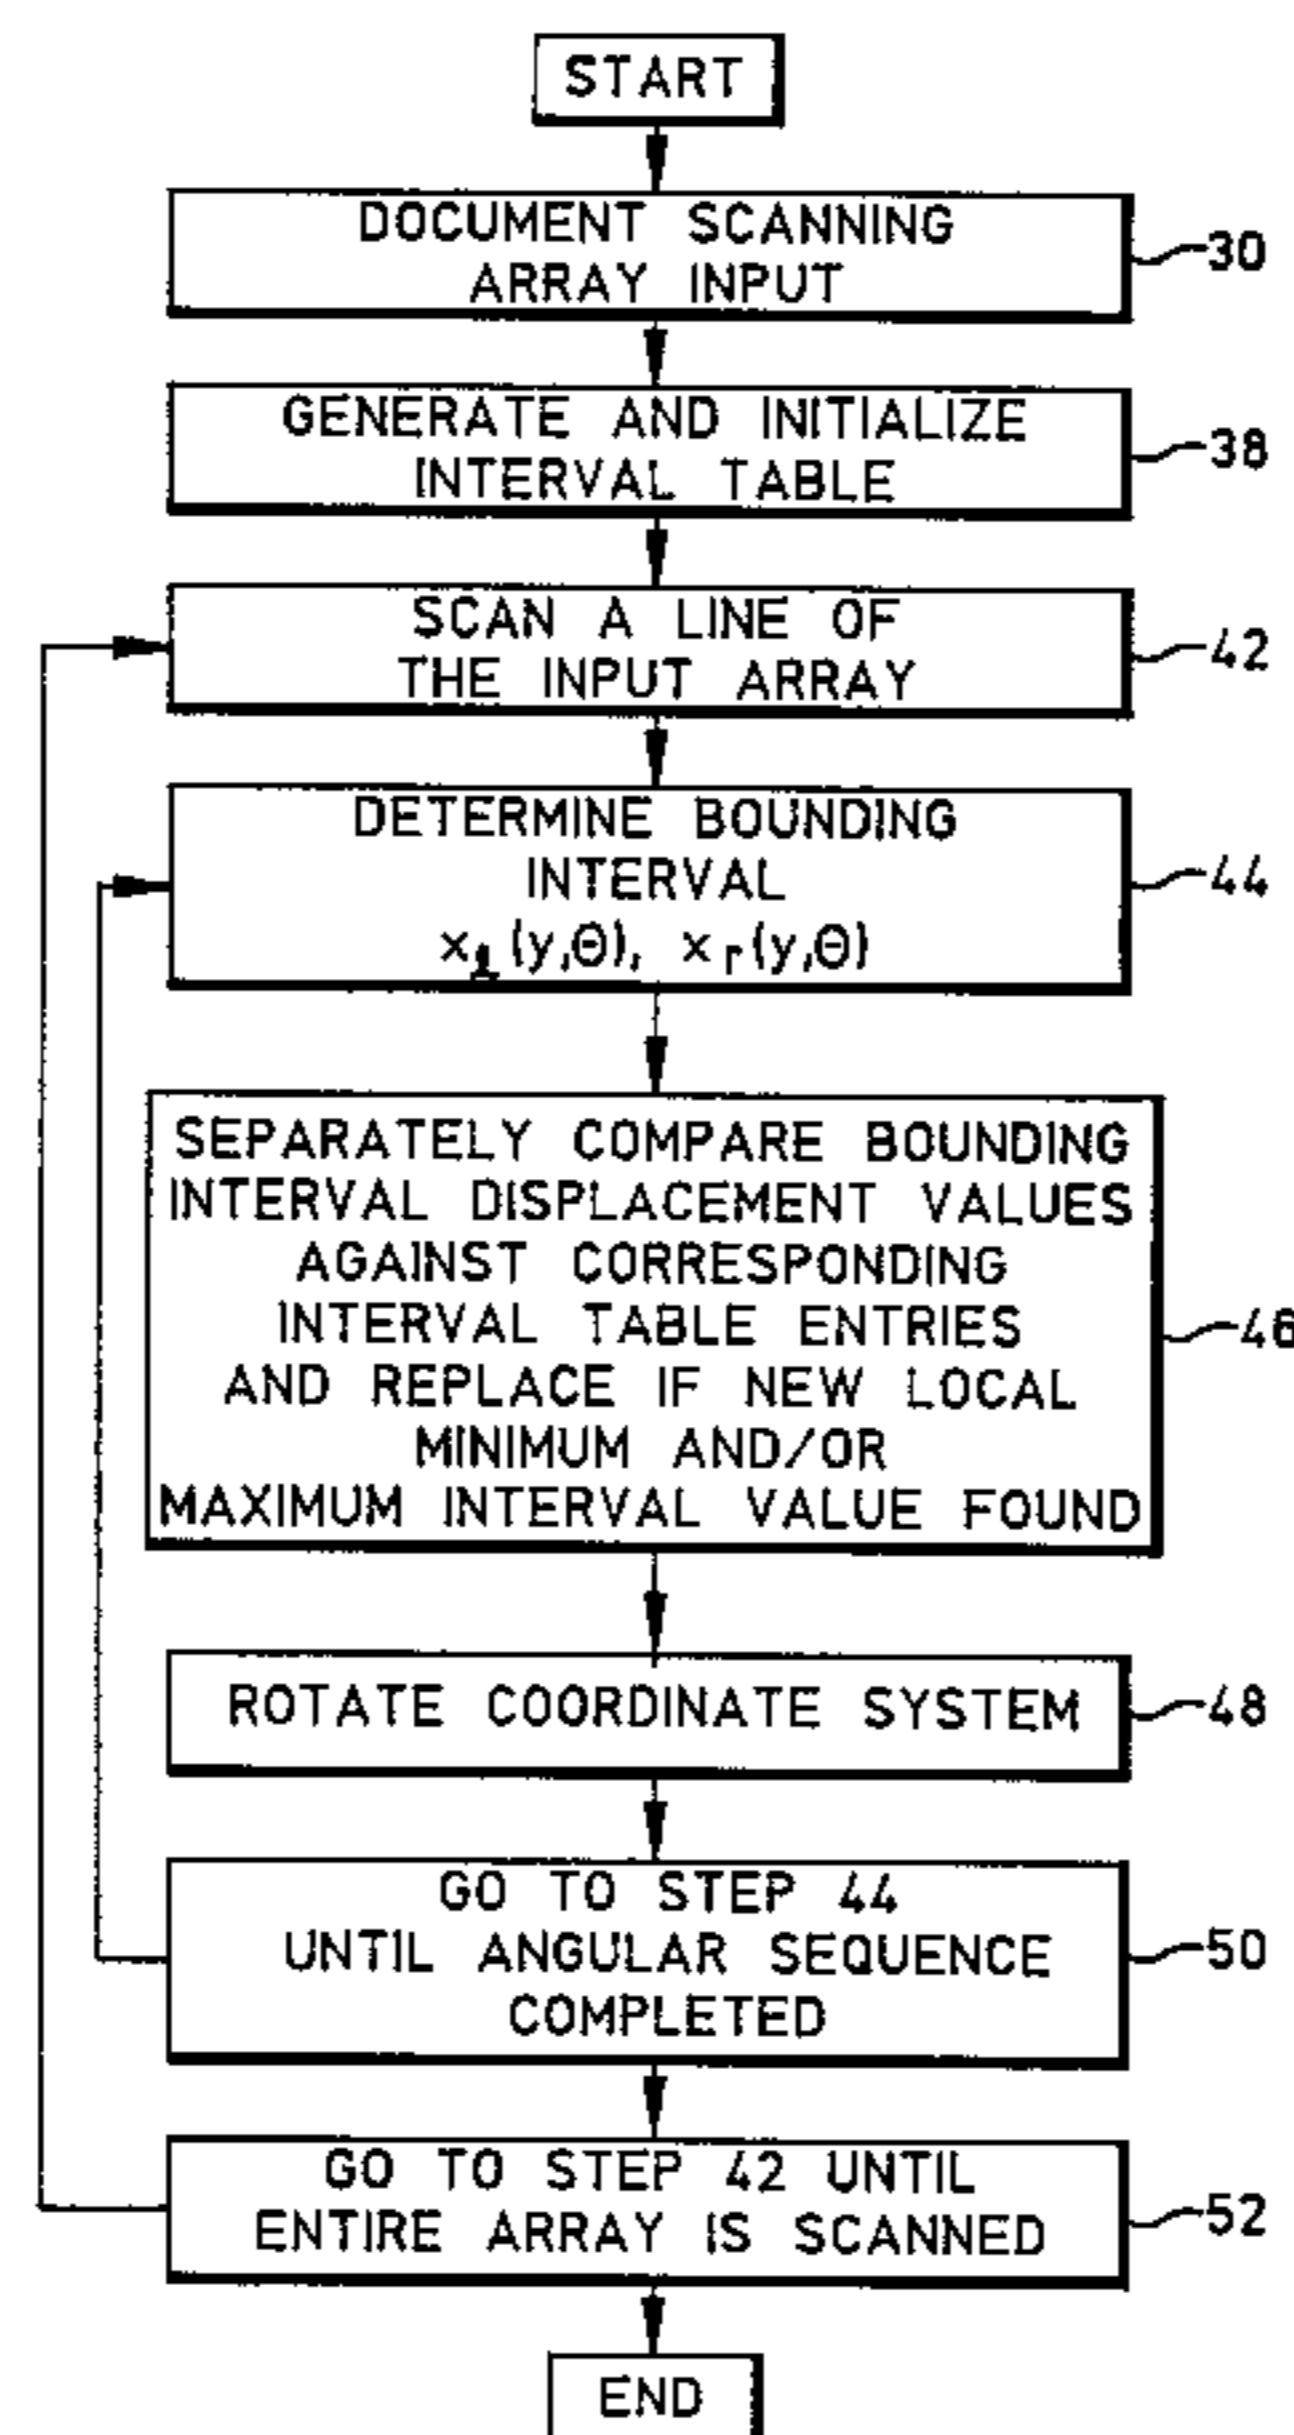 START
DOCUMENT SCANNING
ARRAY INPUT
30
GENERATE AND INITIALIZE
INTERVAL TABLE
38
SCAN A LINE OF
THE INPUT ARRAY
42
DETERMINE BOUNDING
INTERVAL
x_l (y,Θ), x_r (y,Θ)
44
SEPARATELY COMPARE BOUNDING
INTERVAL DISPLACEMENT VALUES
AGAINST CORRESPONDING
INTERVAL TABLE ENTRIES
AND REPLACE IF NEW LOCAL
MINIMUM AND/OR
MAXIMUM INTERVAL VALUE FOUND
46
ROTATE COORDINATE SYSTEM
48
GO TO STEP 44
UNTIL ANGULAR SEQUENCE
COMPLETED
50
GO TO STEP 42 UNTIL
ENTIRE ARRAY IS SCANNED
52
END